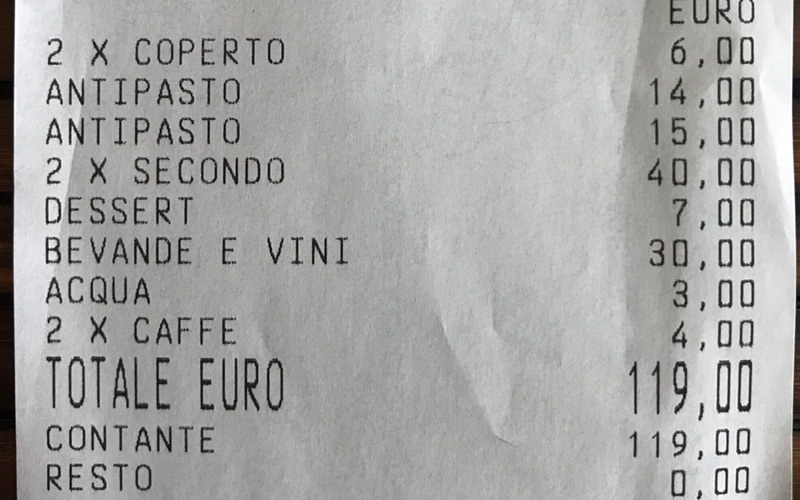 EURO
2 X COPERTO 6,00
ANTIPASTO 14,00
ANTIPASTO 15,00
2 X SECONDO 40,00
DESSERT 7,00
BEVANDE E VINI 30,00
ACQUA 3,00
2 X CAFFE 4,00
TOTALE EURO 119,00
CONTANTE 119,00
RESTO 0,00